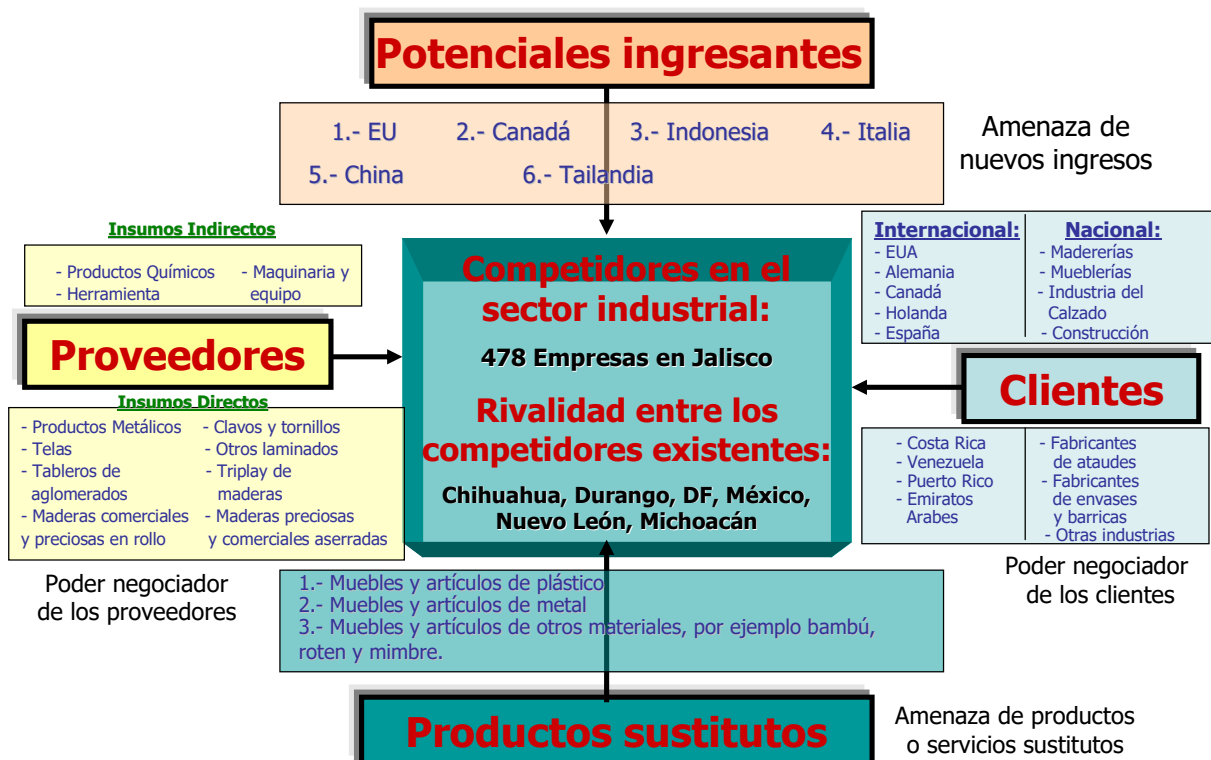 Potenciales ingresantes
1.- EU 2.- Canadá 3.- Indonesia 4.- Italia
5.- China 6.- Tailandia
Amenaza de
nuevos ingresos
Insumos Indirectos
- Productos Químicos
- Herramienta
- Maquinaria y
equipo
Proveedores
Insumos Directos
- Productos Metálicos
- Telas
- Tableros de
aglomerados
- Maderas comerciales
y preciosas en rollo
- Clavos y tornillos
- Otros laminados
- Triplay de
maderas
- Maderas preciosas
y comerciales aserradas
Poder negociador
de los proveedores
Competidores en el
sector industrial:
478 Empresas en Jalisco
Rivalidad entre los
competidores existentes:
Chihuahua, Durango, DF, México,
Nuevo León, Michoacán
Internacional:
- EUA
- Alemania
- Canadá
- Holanda
- España
Nacional:
- Madererías
- Mueblerías
- Industria del
Calzado
- Construcción
Clientes
- Costa Rica
- Venezuela
- Puerto Rico
- Emiratos
Arabes
- Fabricantes
de ataudes
- Fabricantes
de envases
y barricas
- Otras industrias
Poder negociador
de los clientes
1.- Muebles y artículos de plástico
2.- Muebles y artículos de metal
3.- Muebles y artículos de otros materiales, por ejemplo bambú,
roten y mimbre.
Productos sustitutos
Amenaza de productos
o servicios sustitutos